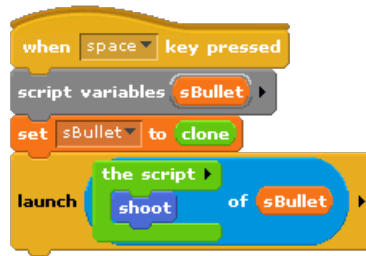 when space key pressed
script variables sBullet
set sBullet to clone
the script
launch shoot of sBullet